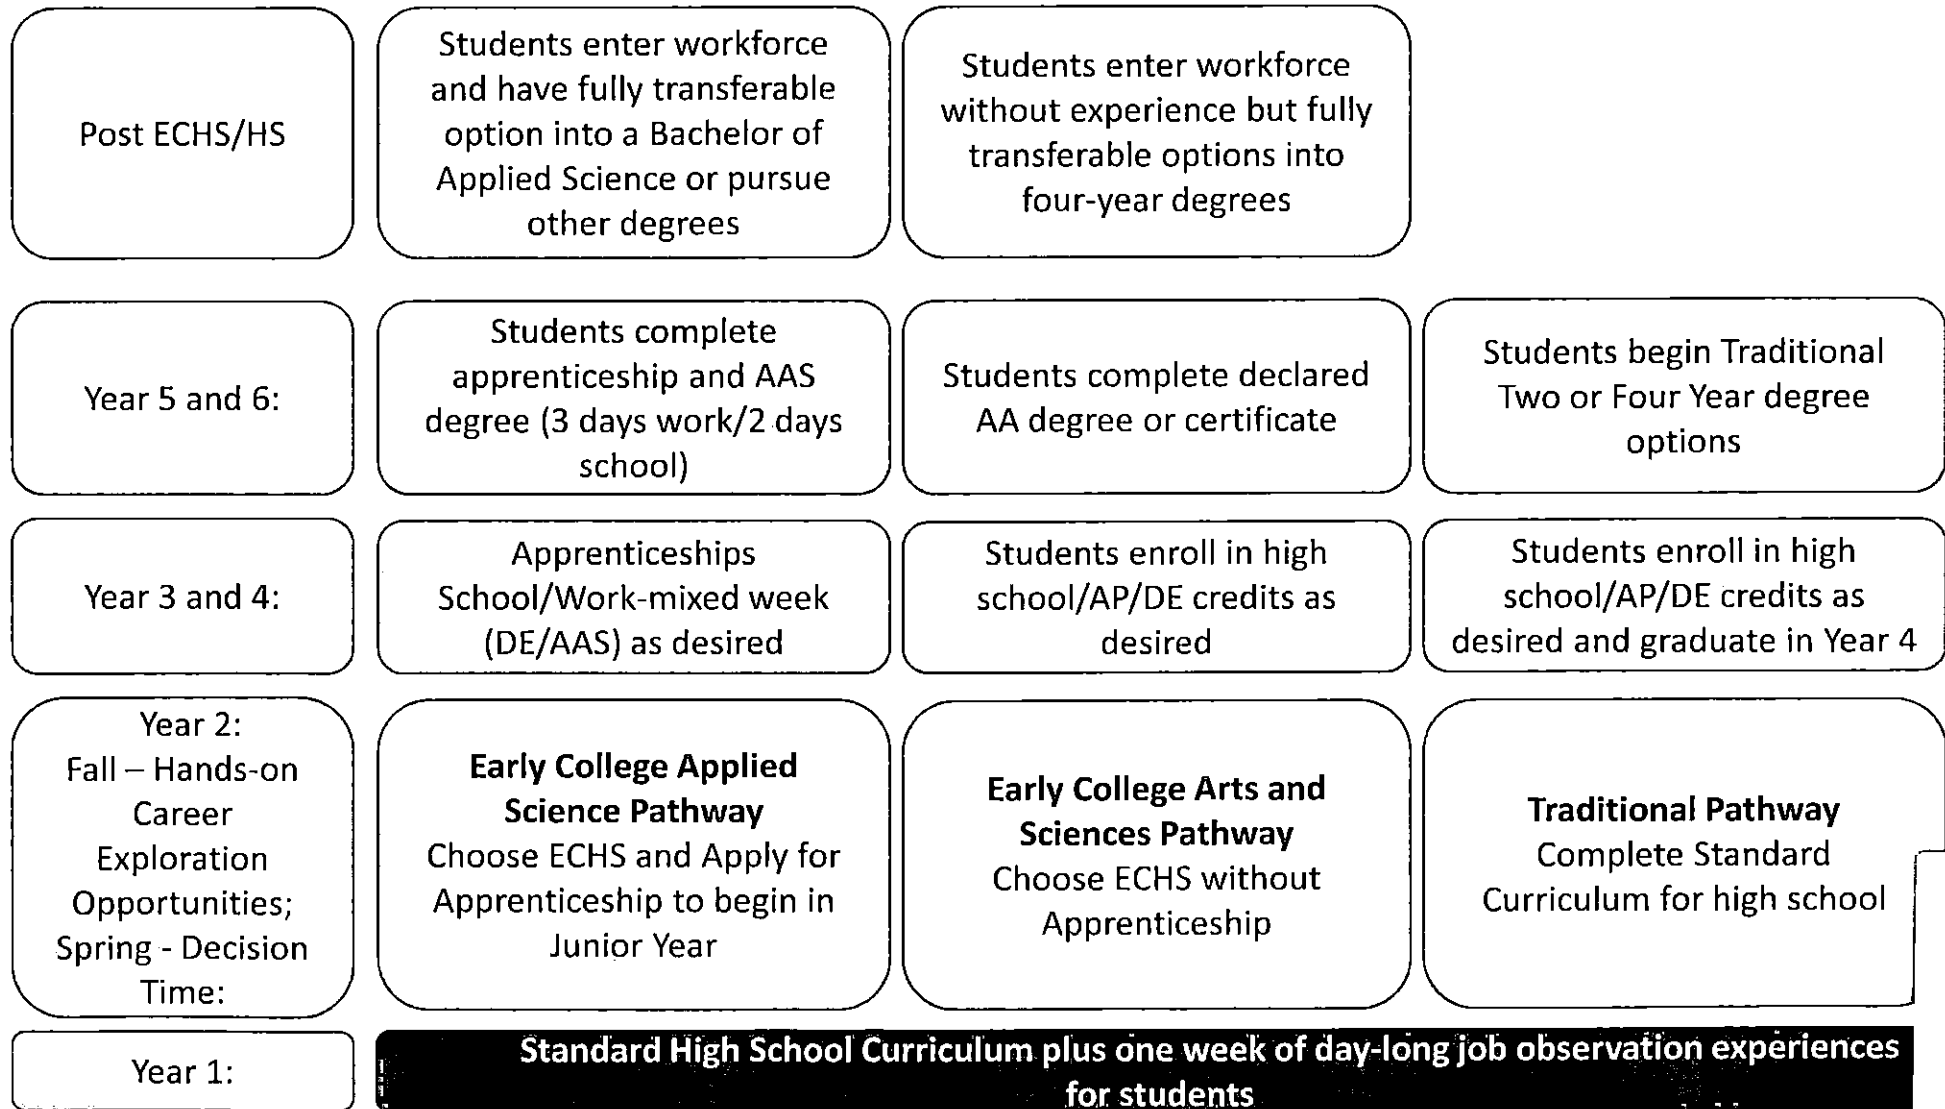 Post ECHS/HS
Students enter workforce
and have fully transferable
option into a Bachelor of
Applied Science or pursue
other degrees
Students enter workforce
without experience but fully
transferable options into
four-year degrees
Year 5 and 6:
Students complete
apprenticeship and AAS
degree (3 days work/2 days
school)
Students complete declared
AA degree or certificate
Students begin Traditional
Two or Four Year degree
options
Year 3 and 4:
Apprenticeships
School/Work-mixed week
(DE/AAS) as desired
Students enroll in high
school/AP/DE credits as
desired
Students enroll in high
school/AP/DE credits as
desired and graduate in Year 4
Year 2:
Fall – Hands-on
Career
Exploration
Opportunities;
Spring - Decision
Time:
Early College Applied
Science Pathway
Choose ECHS and Apply for
Apprenticeship to begin in
Junior Year
Early College Arts and
Sciences Pathway
Choose ECHS without
Apprenticeship
Traditional Pathway
Complete Standard
Curriculum for high school
Year 1:
Standard High School Curriculum plus one week of day-long job observation experiences
for students